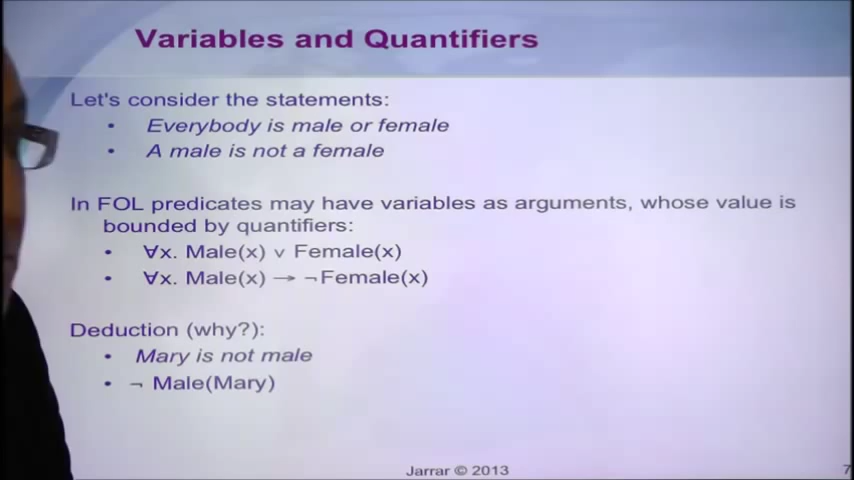 Variables and Quantifiers
Let's consider the statements:
• Everybody is male or female
• A male is not a female
In FOL predicates may have variables as arguments, whose value is
bounded by quantifiers:
• ∀x. Male(x) ∨ Female(x)
• ∀x. Male(x) → ¬Female(x)
Deduction (why?):
• Mary is not male
• ¬ Male(Mary)
Jarrar © 2013
7